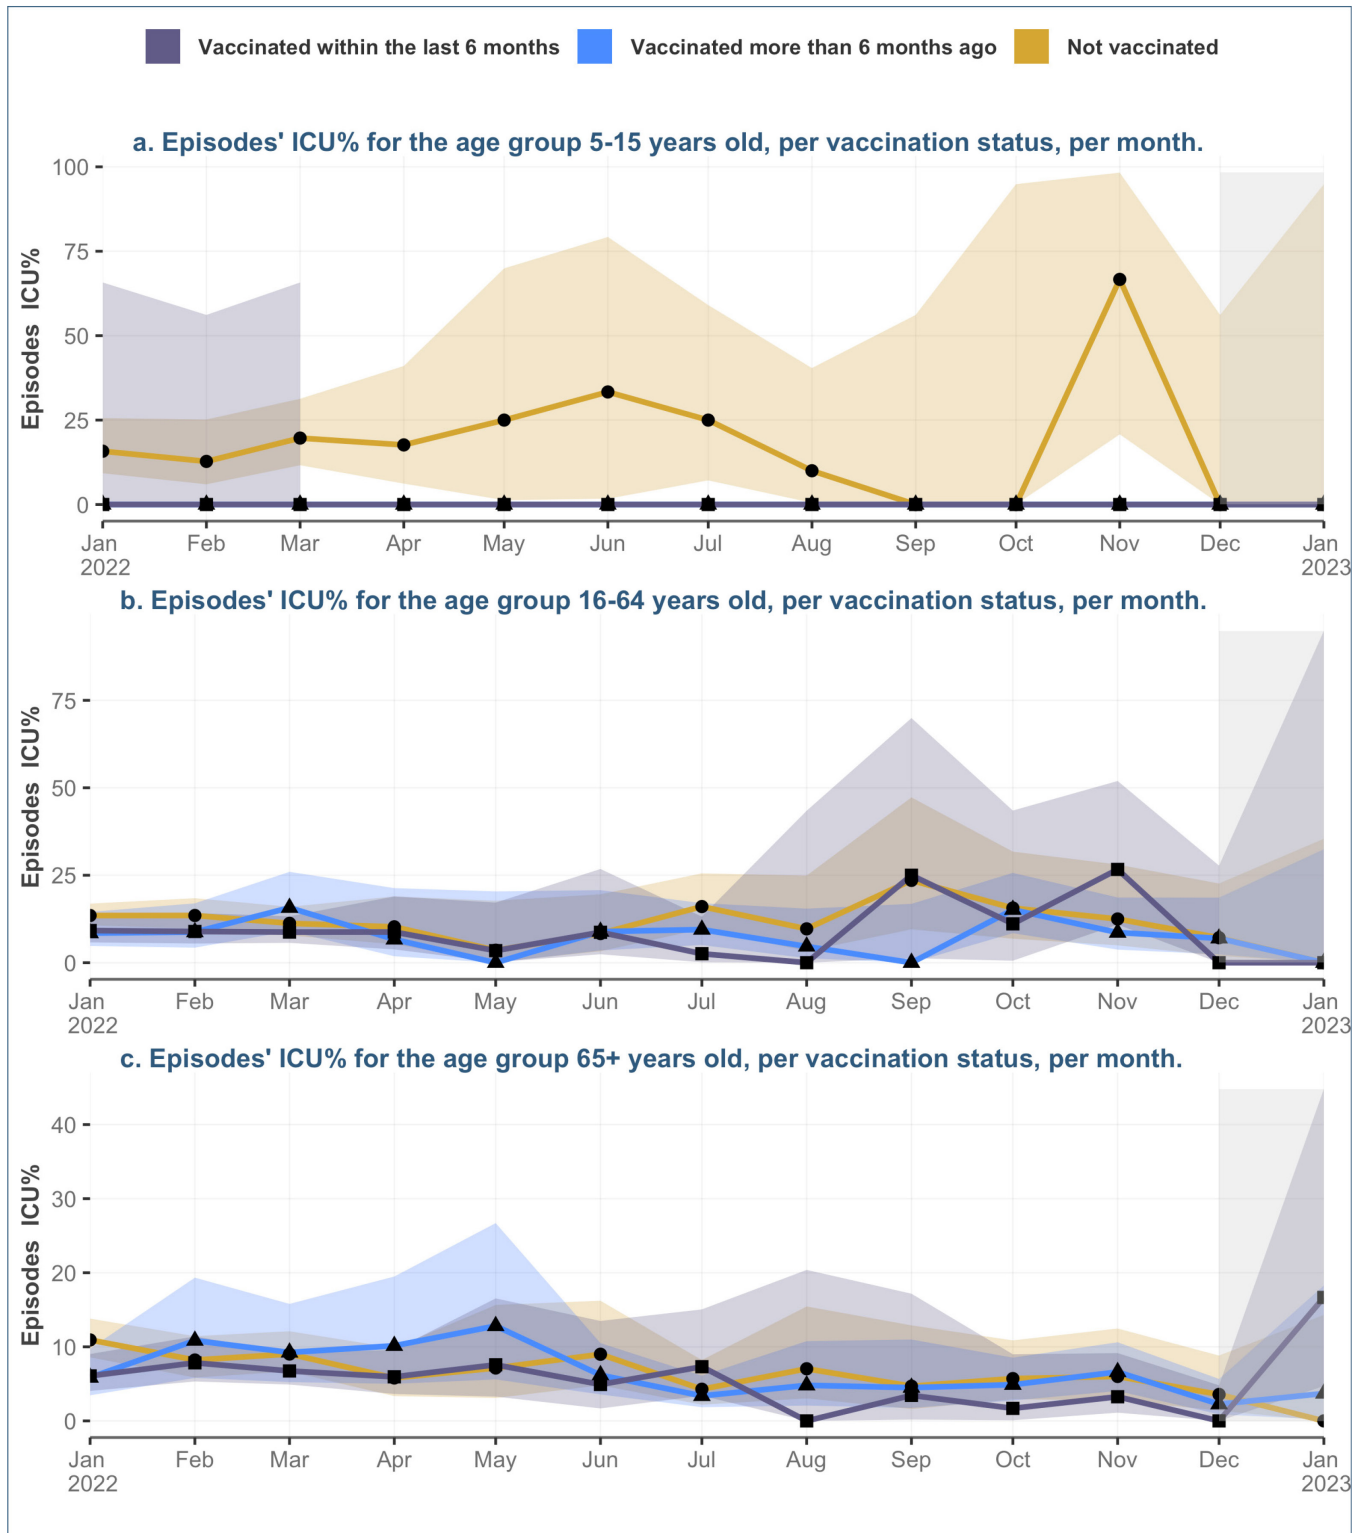 Vaccinated within the last 6 months Vaccinated more than 6 months ago Not vaccinated
a. Episodes' ICU% for the age group 5-15 years old, per vaccination status, per month.
100
75
50
25
0
Episodes ICU%
Jan Feb Mar Apr May Jun Jul Aug Sep Oct Nov Dec Jan
2022 2023
b. Episodes' ICU% for the age group 16-64 years old, per vaccination status, per month.
75
50
25
0
Episodes ICU%
Jan Feb Mar Apr May Jun Jul Aug Sep Oct Nov Dec Jan
2022 2023
c. Episodes' ICU% for the age group 65+ years old, per vaccination status, per month.
40
30
20
10
0
Episodes ICU%
Jan Feb Mar Apr May Jun Jul Aug Sep Oct Nov Dec Jan
2022 2023